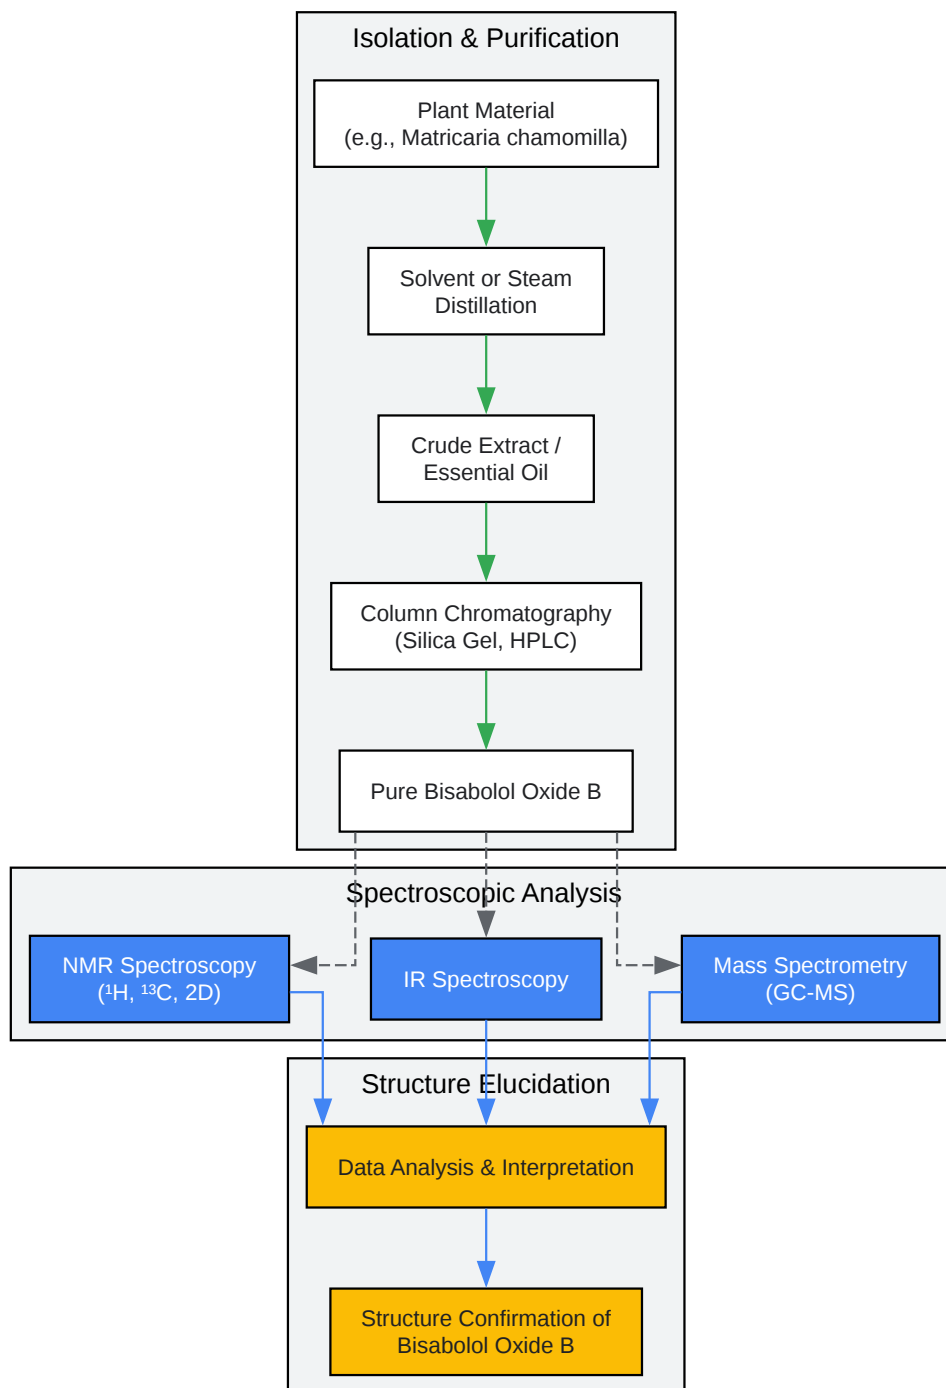 Isolation & Purification
Plant Material
(e.g., Matricaria chamomilla)
Solvent or Steam
Distillation
Crude Extract /
Essential Oil
Column Chromatography
(Silica Gel, HPLC)
Pure Bisabolol Oxide B
Spectroscopic Analysis
NMR Spectroscopy
(¹H, ¹³C, 2D)
IR Spectroscopy
Mass Spectrometry
(GC-MS)
Structure Elucidation
Data Analysis & Interpretation
Structure Confirmation of
Bisabolol Oxide B